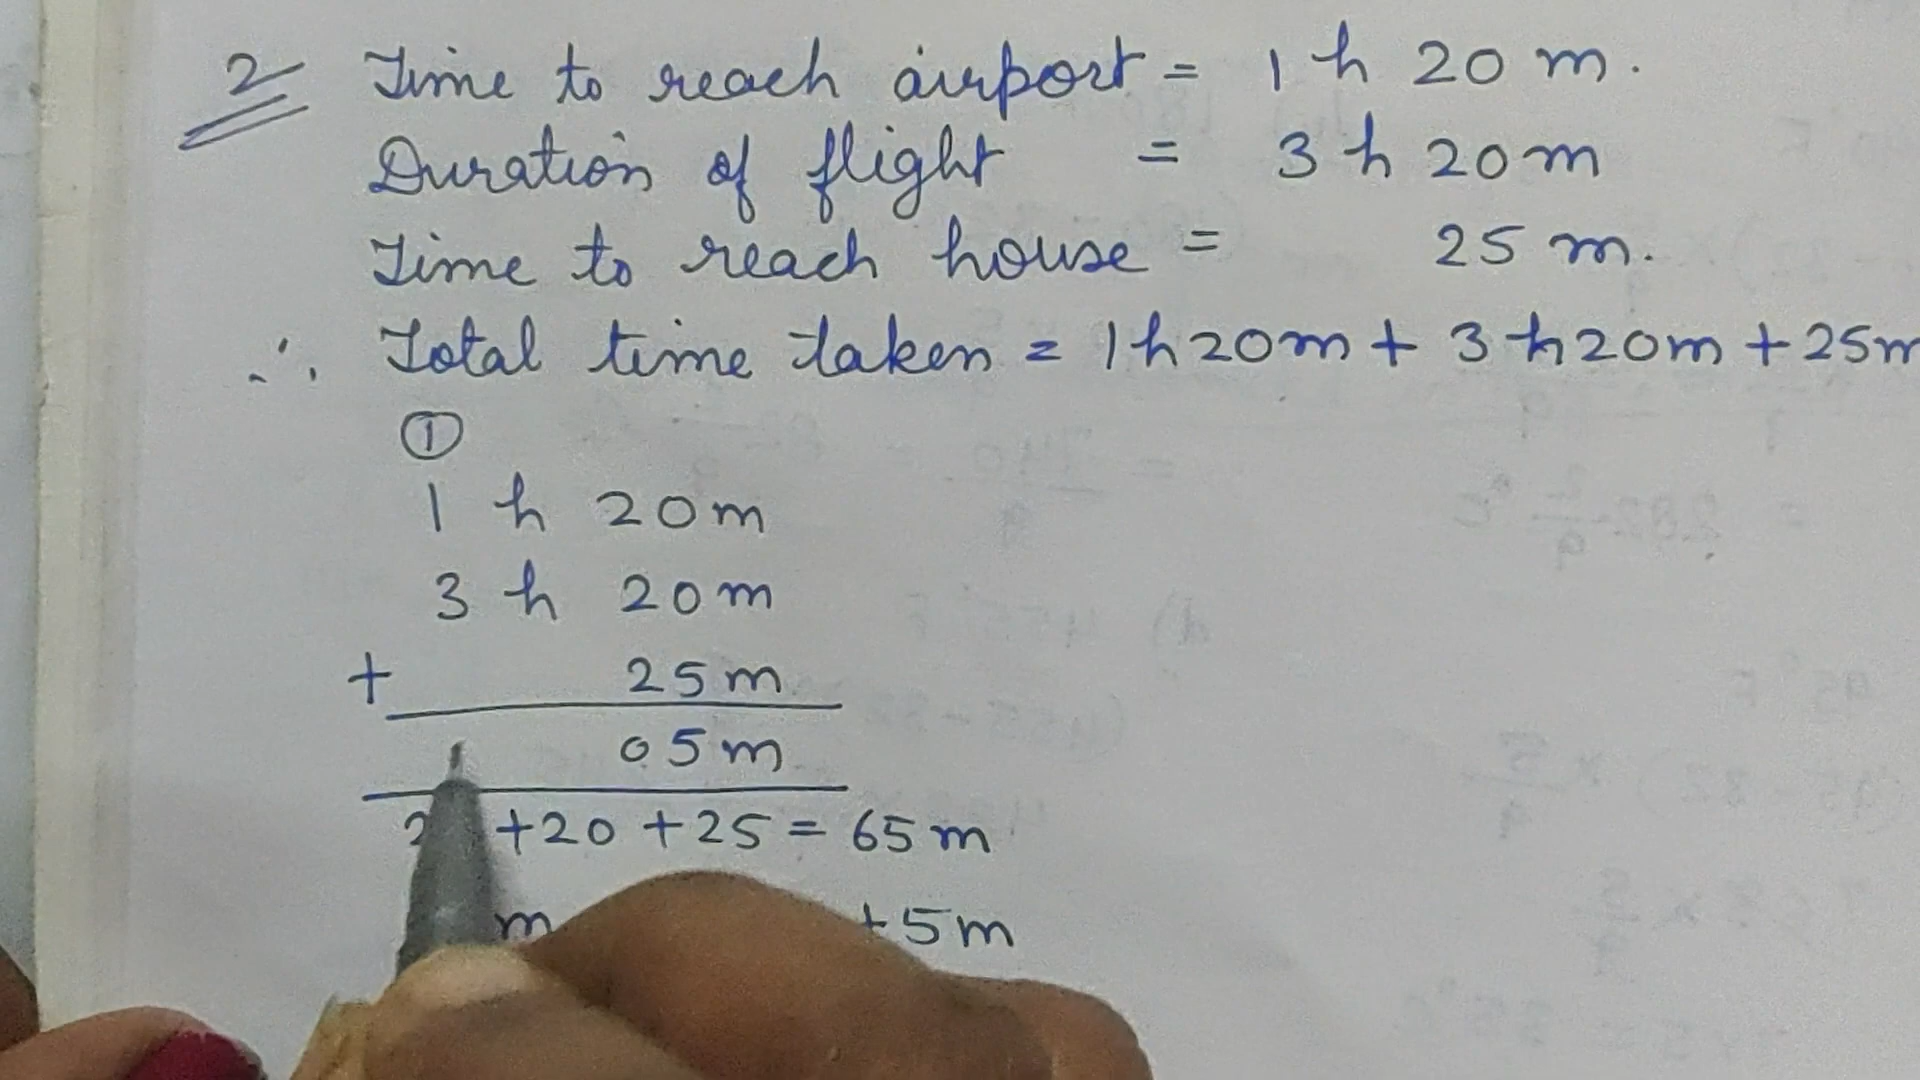 2 Time to reach airport = 1 h 20 m.
Duration of flight = 3 h 20 m
Time to reach house = 25 m.
∴ Total time taken = 1 h 20 m + 3 h 20 m + 25 m
①
1 h 20 m
3 h 20 m
+ 25 m
05 m
+ 20 + 25 = 65 m
m + 5 m